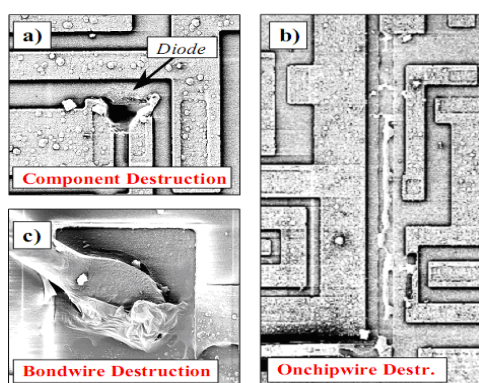 a)
Diode
Component Destruction
b)
c)
Bondwire Destruction
Onchipwire Destr.